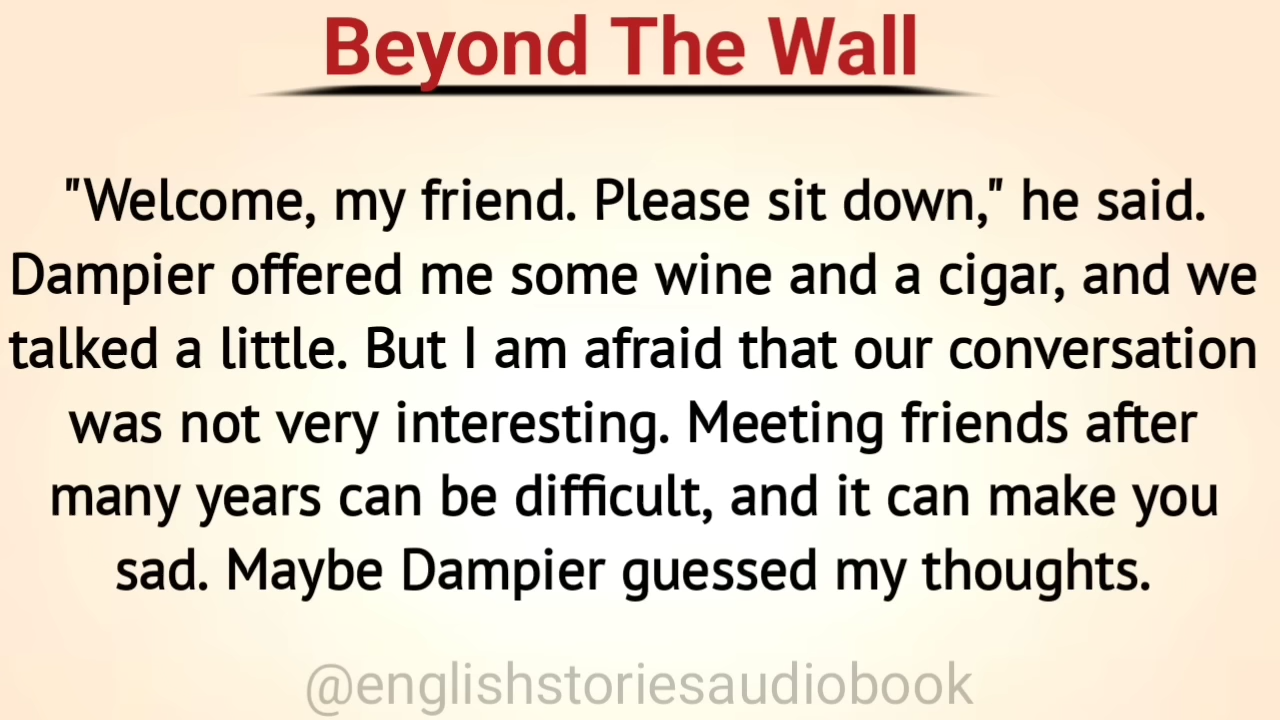 Beyond The Wall
"Welcome, my friend. Please sit down," he said.
Dampier offered me some wine and a cigar, and we
talked a little. But I am afraid that our conversation
was not very interesting. Meeting friends after
many years can be difficult, and it can make you
sad. Maybe Dampier guessed my thoughts.
@englishstoriesaudiobook